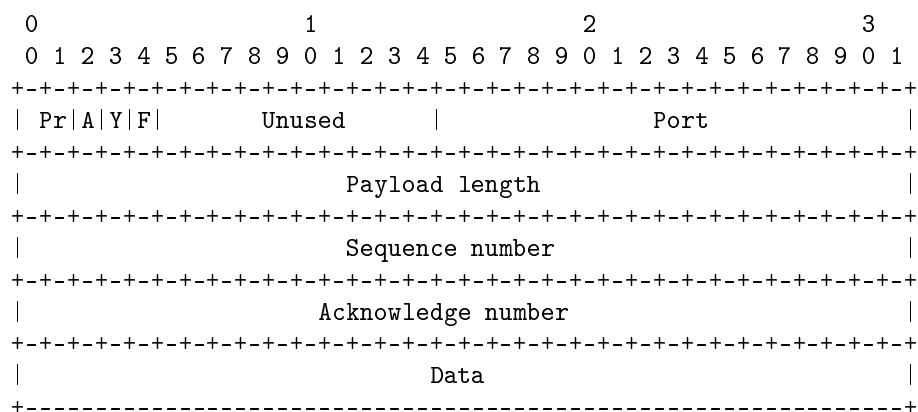 0                   1                   2                   3
 0 1 2 3 4 5 6 7 8 9 0 1 2 3 4 5 6 7 8 9 0 1 2 3 4 5 6 7 8 9 0 1
+-+-+-+-+-+-+-+-+-+-+-+-+-+-+-+-+-+-+-+-+-+-+-+-+-+-+-+-+-+-+-+-+
| Pr|A|Y|F|       Unused      |               Port              |
+-+-+-+-+-+-+-+-+-+-+-+-+-+-+-+-+-+-+-+-+-+-+-+-+-+-+-+-+-+-+-+-+
|                       Payload length                          |
+-+-+-+-+-+-+-+-+-+-+-+-+-+-+-+-+-+-+-+-+-+-+-+-+-+-+-+-+-+-+-+-+
|                       Sequence number                         |
+-+-+-+-+-+-+-+-+-+-+-+-+-+-+-+-+-+-+-+-+-+-+-+-+-+-+-+-+-+-+-+-+
|                     Acknowledge number                        |
+-+-+-+-+-+-+-+-+-+-+-+-+-+-+-+-+-+-+-+-+-+-+-+-+-+-+-+-+-+-+-+-+
|                             Data                              |
+---------------------------------------------------------------+